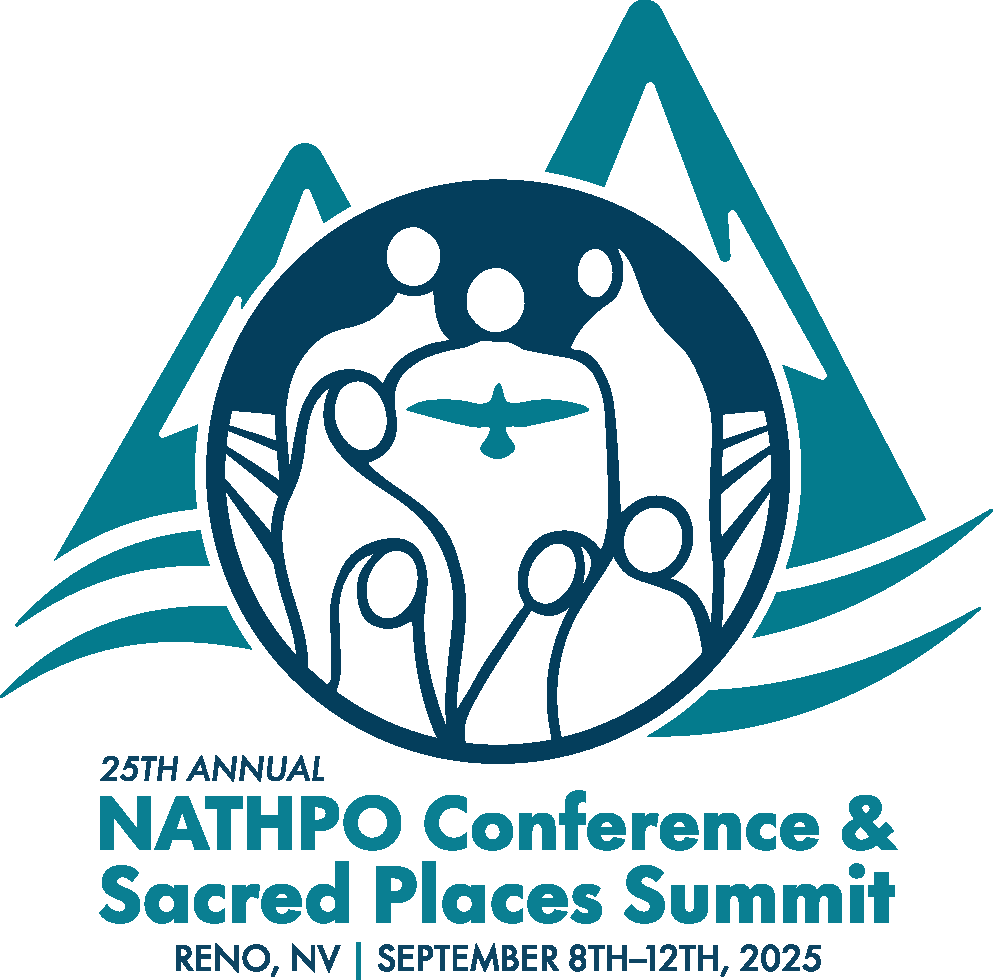 25TH ANNUAL
NATHPO Conference &
Sacred Places Summit
RENO, NV | SEPTEMBER 8TH–12TH, 2025